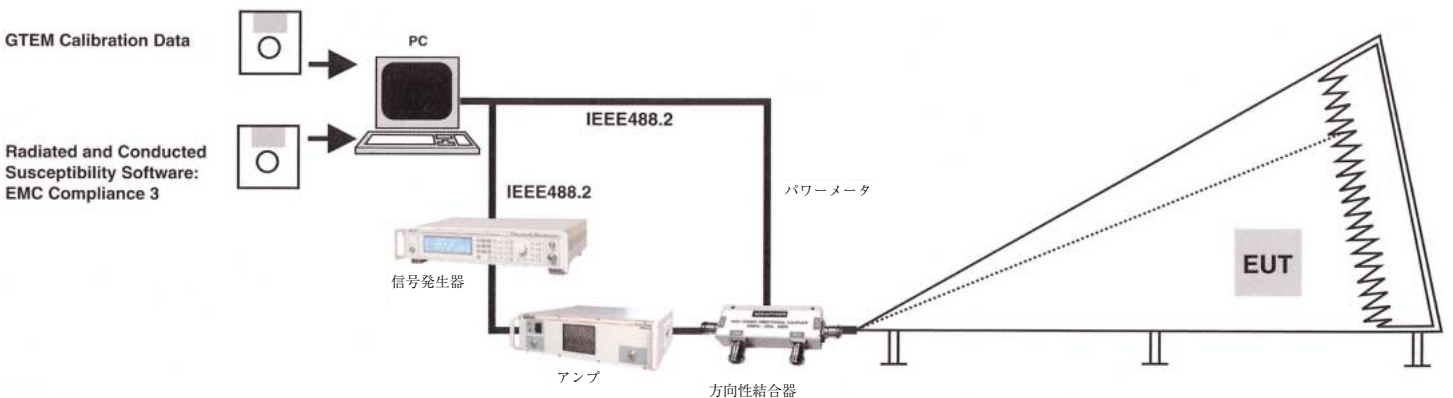 GTEM Calibration Data
PC
IEEE488.2
Radiated and Conducted
Susceptibility Software:
EMC Compliance 3
IEEE488.2
パワーメータ
信号発生器
EUT
アンプ
方向性結合器